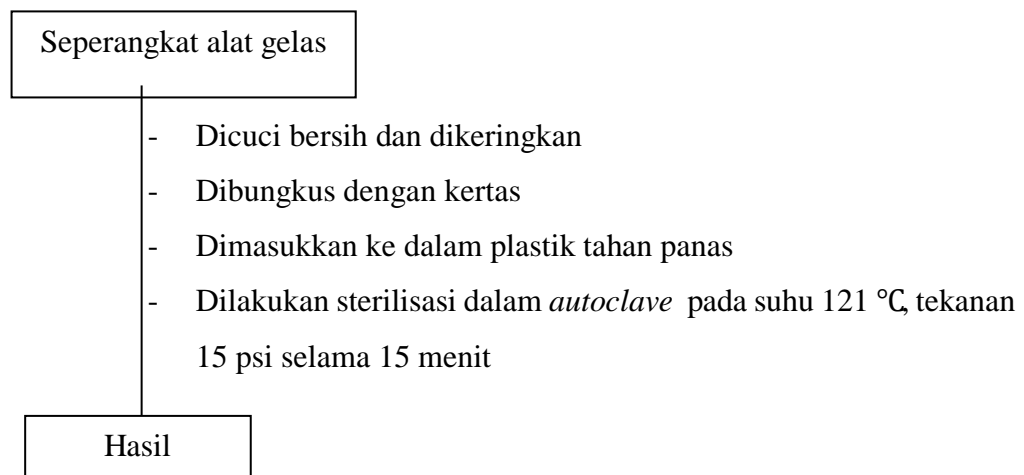 Seperangkat alat gelas
- Dicuci bersih dan dikeringkan
- Dibungkus dengan kertas
- Dimasukkan ke dalam plastik tahan panas
- Dilakukan sterilisasi dalam autoclave pada suhu 121 ℃, tekanan
15 psi selama 15 menit
Hasil